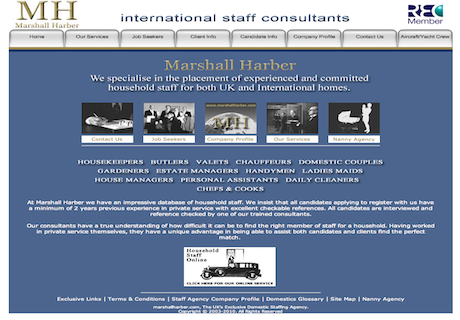 MH
Marshall Harber
international staff consultants
REC
Member
Home
Our Services
Job Seekers
Client Info
Candidate Info
Company Profile
Contact Us
Aircraft/Yacht Crew
Marshall Harber
We specialise in the placement of experienced and committed
household staff for both UK and International homes.
www.marshallharber.com
MH
Contact Us
Job Seekers
Company Profile
Our Services
Nanny Agency
HOUSEKEEPERS BUTLERS VALETS CHAUFFEURS DOMESTIC COUPLES
GARDENERS ESTATE MANAGERS HANDYMEN LADIES MAIDS
HOUSE MANAGERS PERSONAL ASSISTANTS DAILY CLEANERS
CHEFS & COOKS
At Marshall Harber we have an impressive database of household staff. We insist that all candidates applying to register with us have
a minimum of 2 years previous experience in private service with excellent checkable references. All candidates are interviewed and
reference checked by one of our trained consultants.
Our consultants have a true understanding of how difficult it can be to find the right member of staff for a household. Having worked
in private service themselves, they have a unique advantage in being able to assist both candidates and clients find the perfect
match.
Household
Staff
Online
CLICK HERE FOR OUR ONLINE SERVICE
Exclusive Links | Terms & Conditions | Staff Agency Company Profile | Domestics Glossary | Site Map | Nanny Agency
marshallharber.com, The UK's Exclusive Domestic Staffing Agency.
Copyright © 2003-2010. All Rights Reserved